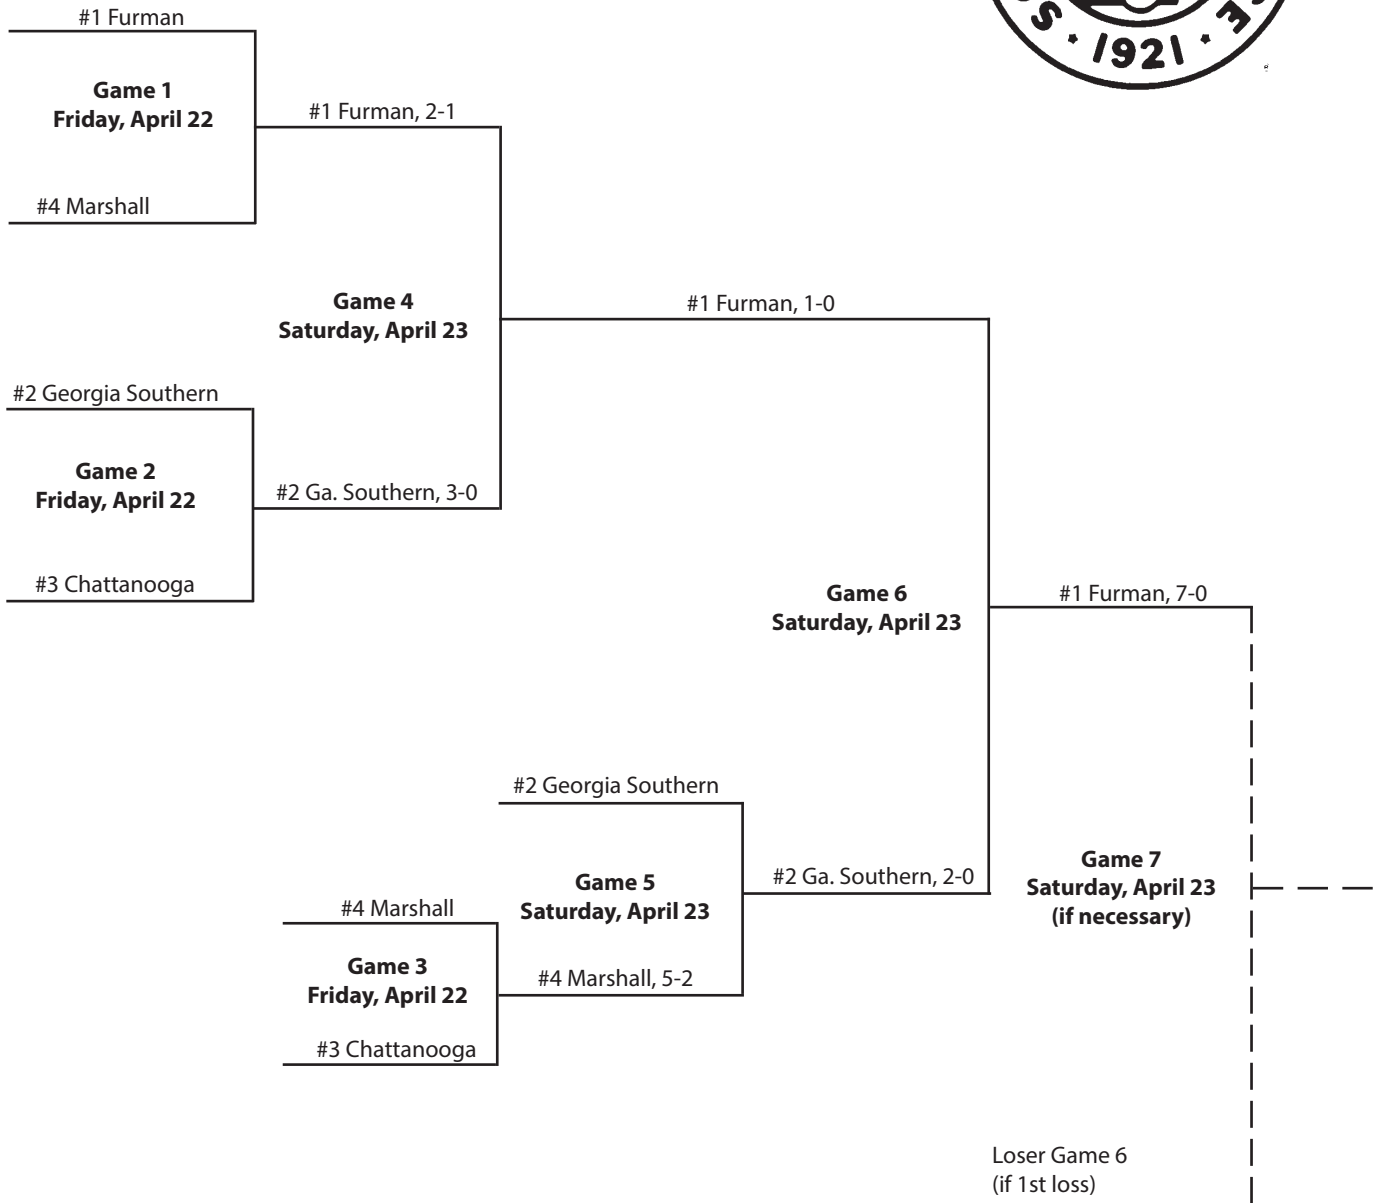 #1 Furman
Game 1
Friday, April 22
#4 Marshall
#1 Furman, 2-1
Game 4
Saturday, April 23
#2 Georgia Southern
Game 2
Friday, April 22
#3 Chattanooga
#2 Ga. Southern, 3-0
#1 Furman, 1-0
Game 6
Saturday, April 23
#1 Furman, 7-0
#2 Georgia Southern
Game 5
Saturday, April 23
#4 Marshall
Game 3
Friday, April 22
#3 Chattanooga
#4 Marshall, 5-2
#2 Ga. Southern, 2-0
Game 7
Saturday, April 23
(if necessary)
Loser Game 6
(if 1st loss)
1921